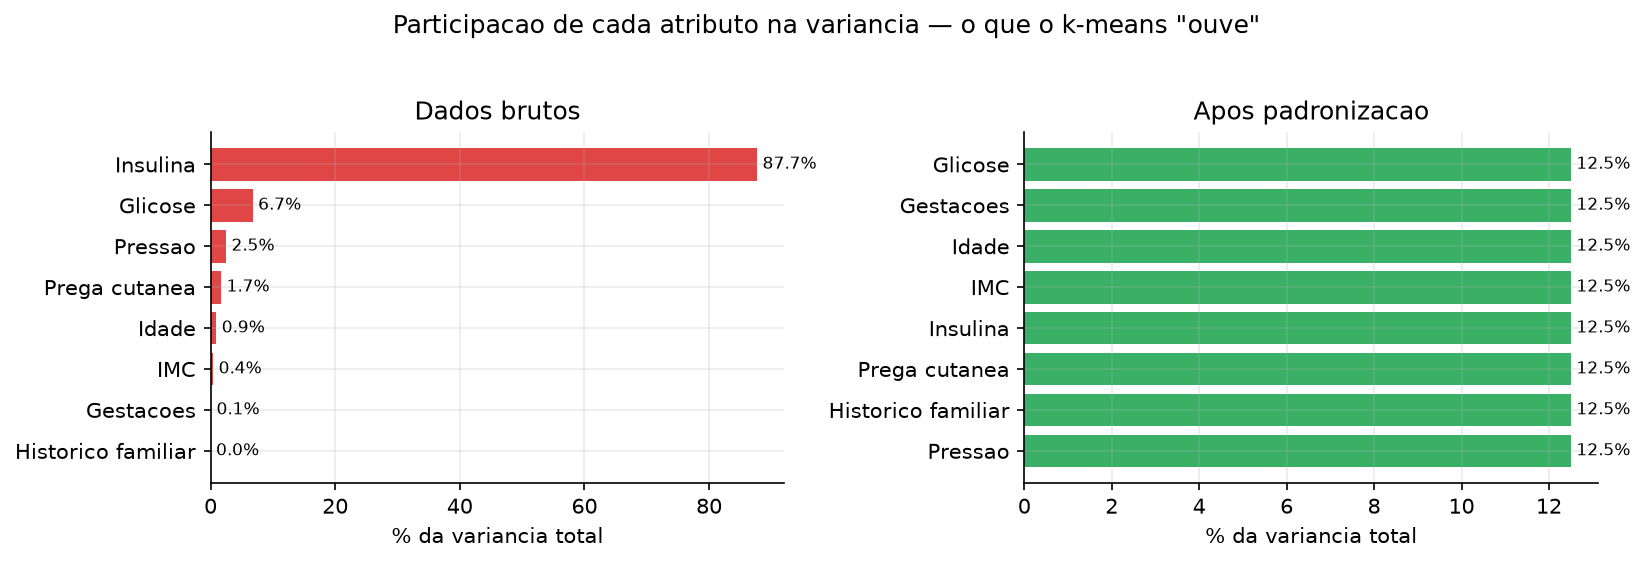 Participacao de cada atributo na variancia — o que o k-means "ouve"
Dados brutos
Insulina 87.7%
Glicose 6.7%
Pressao 2.5%
Prega cutanea 1.7%
Idade 0.9%
IMC 0.4%
Gestacoes 0.1%
Historico familiar 0.0%
0 20 40 60 80
% da variancia total
Apos padronizacao
Glicose 12.5%
Gestacoes 12.5%
Idade 12.5%
IMC 12.5%
Insulina 12.5%
Prega cutanea 12.5%
Historico familiar 12.5%
Pressao 12.5%
0 2 4 6 8 10 12
% da variancia total